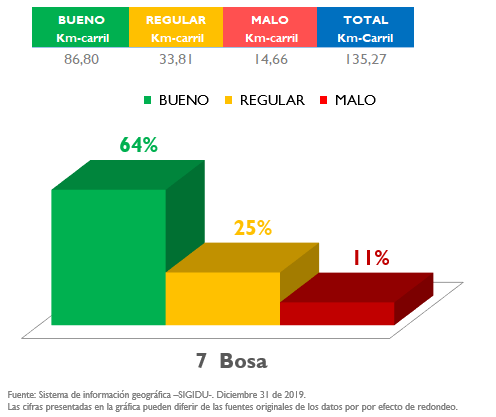 BUENO REGULAR MALO TOTAL
Km-carril Km-carril Km-carril Km-Carril
86,80 33,81 14,66 135,27
BUENO REGULAR MALO
64%
25%
11%
7 Bosa
Fuente: Sistema de información geográfica –SIGIDU-. Diciembre 31 de 2019.
Las cifras presentadas en la gráfica pueden diferir de las fuentes originales de los datos por por efecto de redondeo.